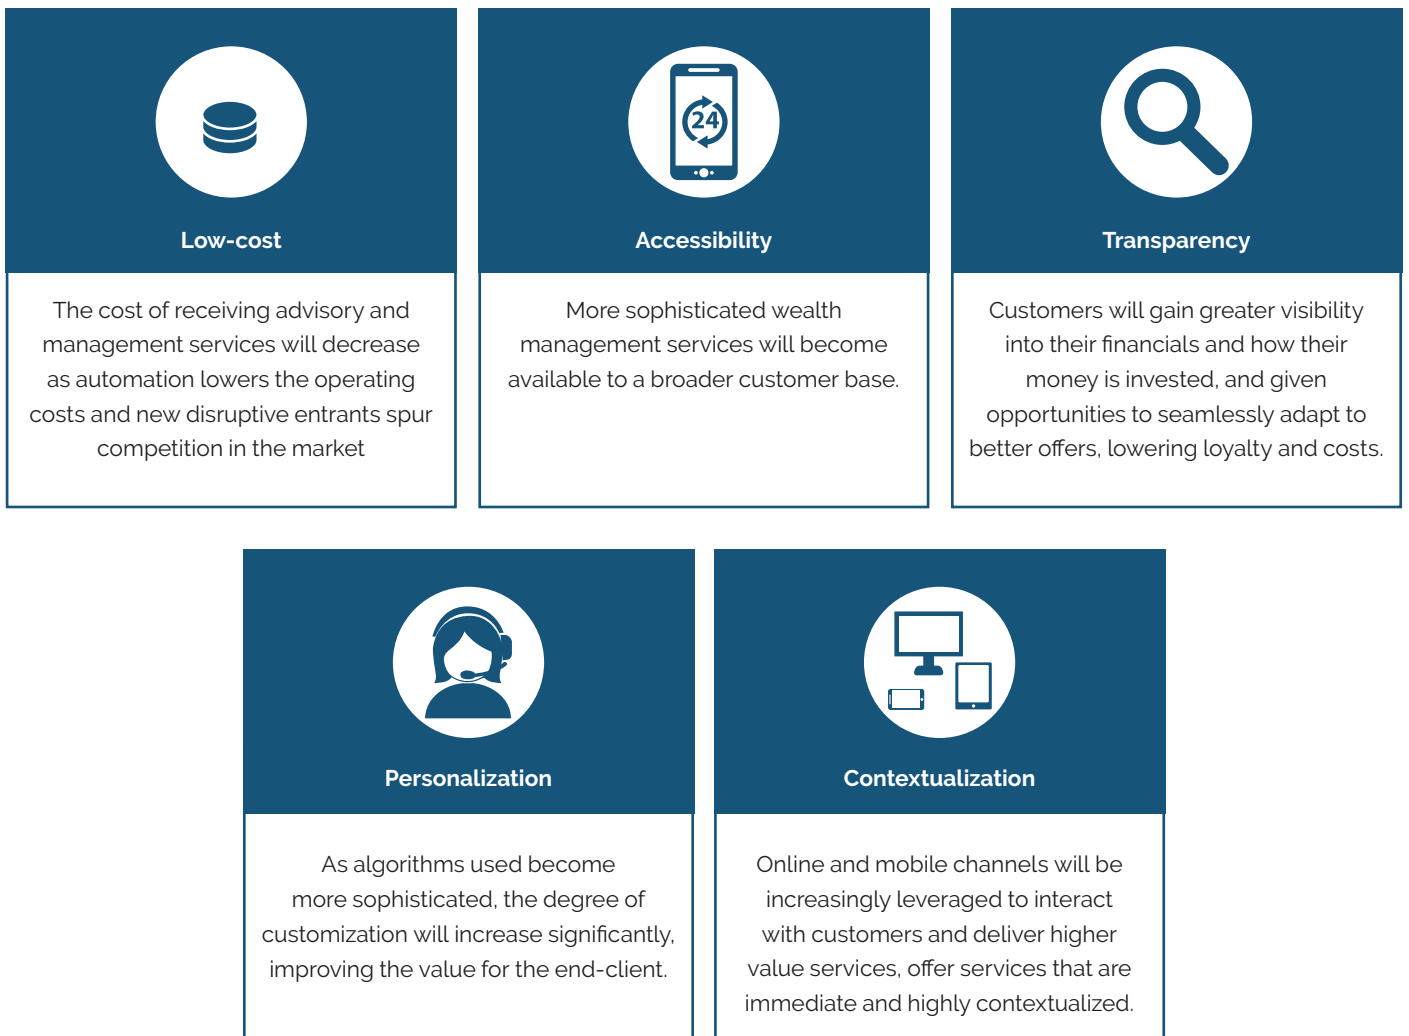 24
Low-cost
The cost of receiving advisory and
management services will decrease
as automation lowers the operating
costs and new disruptive entrants spur
competition in the market
Accessibility
More sophisticated wealth
management services will become
available to a broader customer base.
Transparency
Customers will gain greater visibility
into their financials and how their
money is invested, and given
opportunities to seamlessly adapt to
better offers, lowering loyalty and costs.
Personalization
As algorithms used become
more sophisticated, the degree of
customization will increase significantly,
improving the value for the end-client.
Contextualization
Online and mobile channels will be
increasingly leveraged to interact
with customers and deliver higher
value services, offer services that are
immediate and highly contextualized.